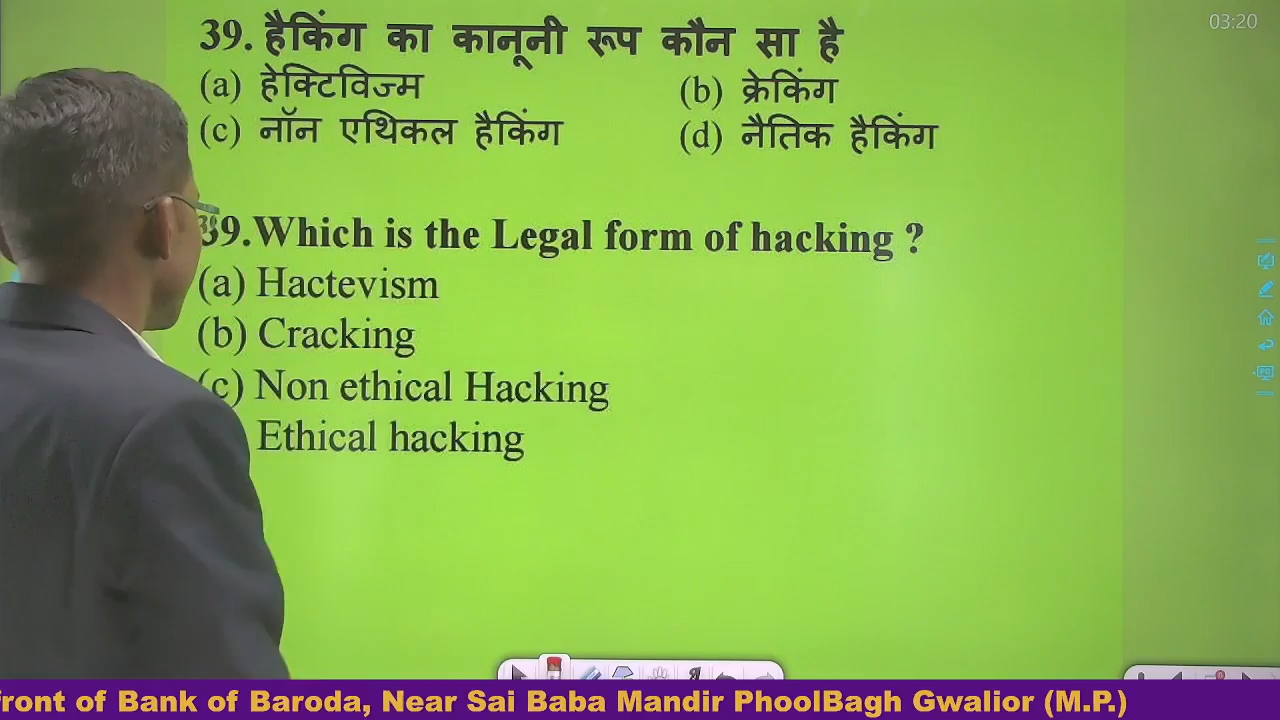 03:20
39. हैकिंग का कानूनी रूप कौन सा है
(a) हेक्टिविज्म (b) क्रेकिंग
(c) नॉन एथिकल हैकिंग (d) नैतिक हैकिंग
39.Which is the Legal form of hacking ?
(a) Hactevism
(b) Cracking
(c) Non ethical Hacking
Ethical hacking
front of Bank of Baroda, Near Sai Baba Mandir PhoolBagh Gwalior (M.P.)